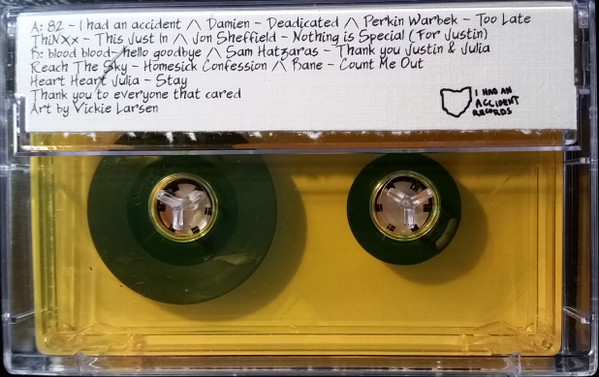 A: 82 - I had an accident /\ Damien - Deadicated /\ Perkin Warbek - Too Late
ThiNxx - This Just In /\ Jon Sheffield - Nothing is Special (For Justin)
B: blood blood - hello goodbye /\ Sam Hatzaras - Thank you Justin & Julia
Reach The Sky - Homesick Confession /\ Bane - Count Me Out
Heart Heart Julia - Stay
Thank you to everyone that cared
Art by Vickie Larsen
I HAD AN
ACCIDENT
RECORDS